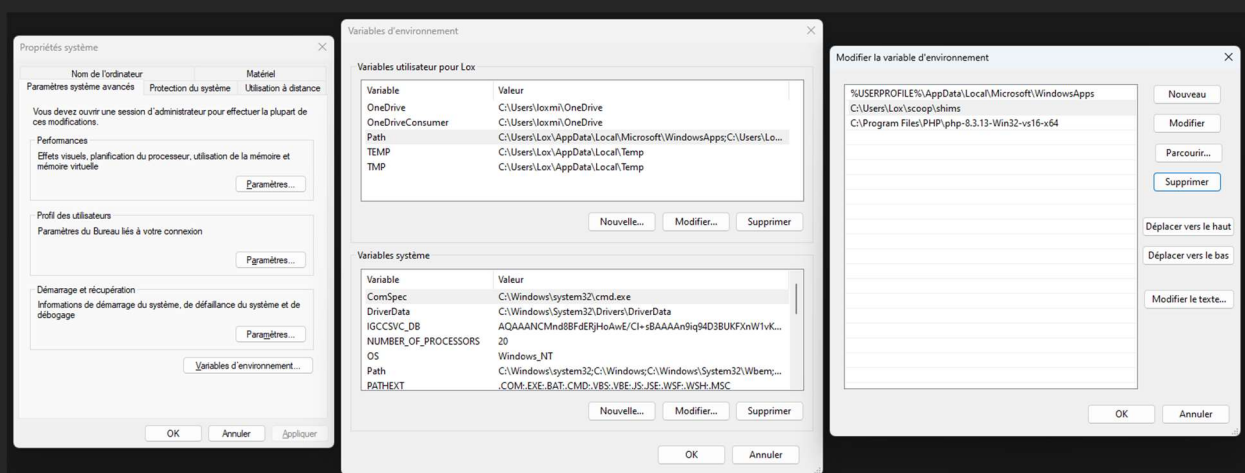 Propriétés système
Nom de l'ordinateur
Matériel
Paramètres système avancés
Protection du système
Utilisation à distance
Vous devez ouvrir une session d'administrateur pour effectuer la plupart de
ces modifications.
Performances
Effets visuels, planification du processeur, utilisation de la mémoire et
mémoire virtuelle
Paramètres...
Profil des utilisateurs
Paramètres du Bureau liés à votre connexion
Paramètres...
Démarrage et récupération
Informations de démarrage du système, de défaillance du système et de
débogage
Paramètres...
Variables d'environnement...
OK
Annuler
Appliquer
Variables d'environnement
Variables utilisateur pour Lox
Variable
Valeur
OneDrive
C:\Users\loxmi\OneDrive
OneDriveConsumer
C:\Users\loxmi\OneDrive
Path
C:\Users\Lox\AppData\Local\Microsoft\WindowsApps;C:\Users\Lo...
TEMP
C:\Users\Lox\AppData\Local\Temp
TMP
C:\Users\Lox\AppData\Local\Temp
Nouvelle...
Modifier...
Supprimer
Variables système
Variable
Valeur
ComSpec
C:\Windows\system32\cmd.exe
DriverData
C:\Windows\System32\Drivers\DriverData
IGCCSVC_DB
AQAAANCMnd8BFdERjHoAwE/Cl+sBAAAAn9iq94D3BUKFXnW1vK...
NUMBER_OF_PROCESSORS
20
OS
Windows_NT
Path
C:\Windows\system32;C:\Windows;C:\Windows\System32\Wbem;...
PATHEXT
.COM;.EXE;.BAT;.CMD;.VBS;.VBE;.JS;.JSE;.WSF;.WSH;.MSC
Nouvelle...
Modifier...
Supprimer
OK
Annuler
Modifier la variable d'environnement
%USERPROFILE%\AppData\Local\Microsoft\WindowsApps
C:\Users\Lox\scoop\shims
C:\Program Files\PHP\php-8.3.13-Win32-vs16-x64
Nouveau
Modifier
Parcourir...
Supprimer
Déplacer vers le haut
Déplacer vers le bas
Modifier le texte...
OK
Annuler